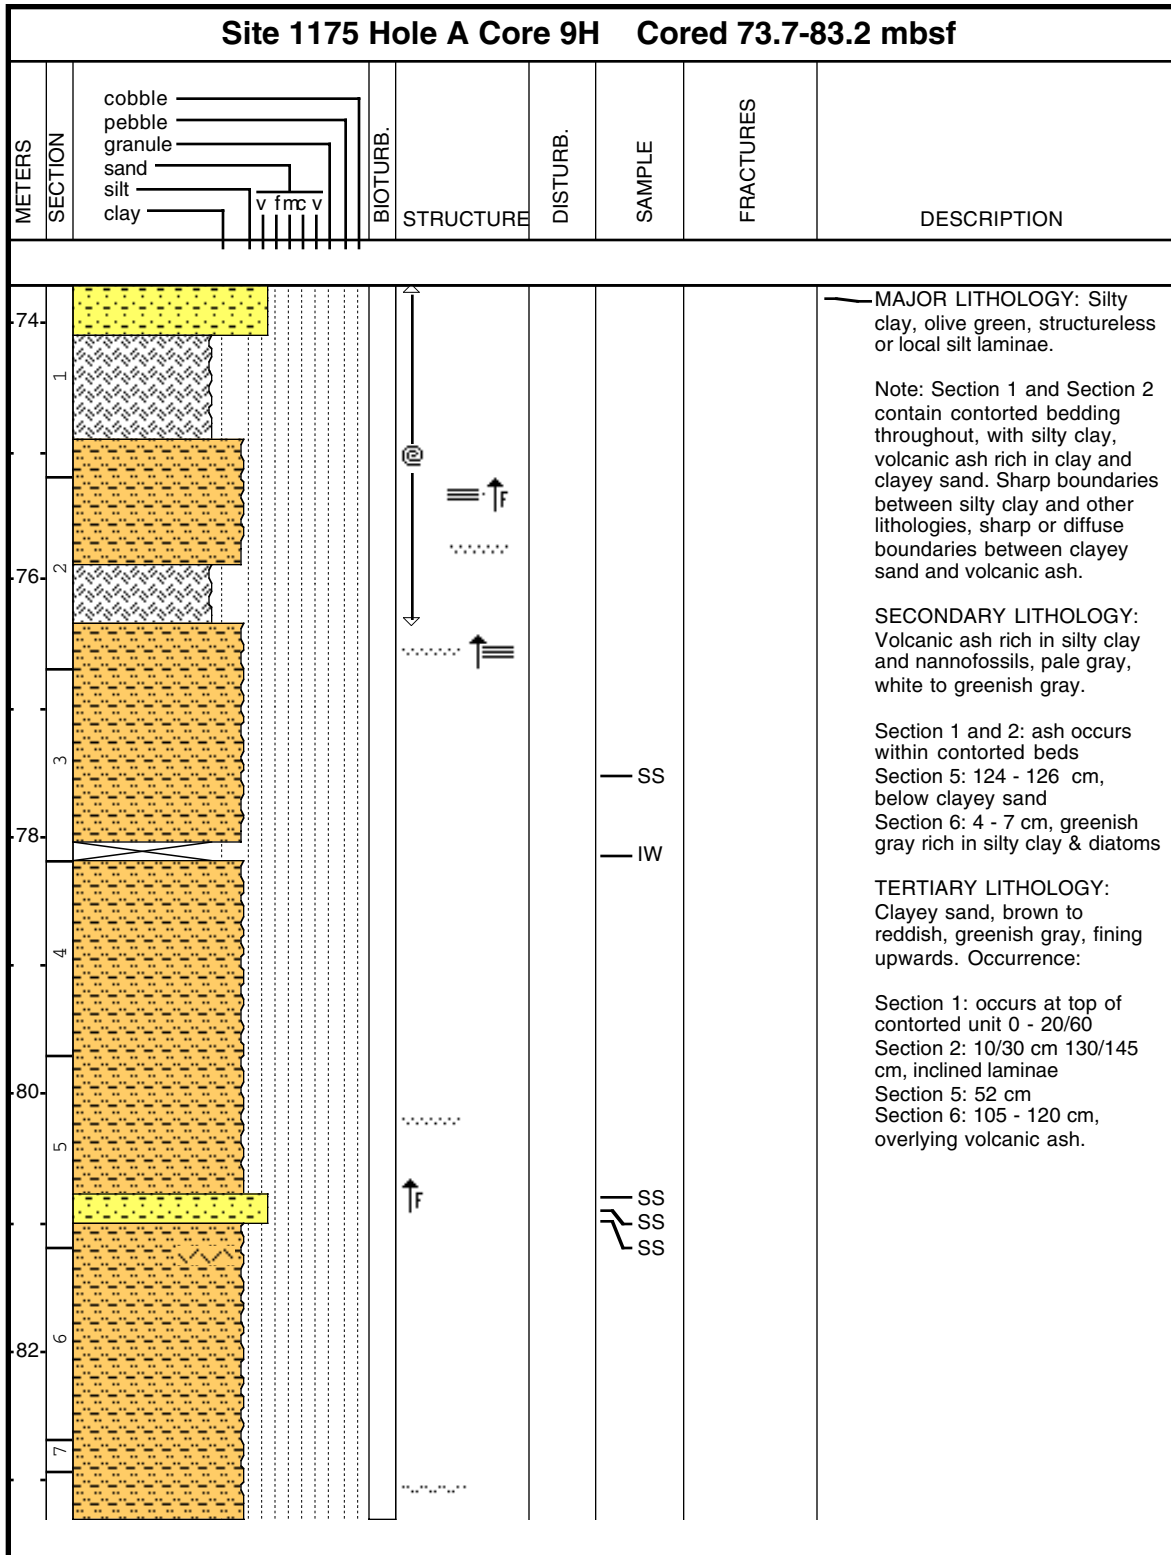 Site 1175 Hole A Core 9H    Cored 73.7-83.2 mbsf
METERS
SECTION
cobble
pebble
granule
sand
silt
clay
v f m c v
BIOTURB.
STRUCTURE
DISTURB.
SAMPLE
FRACTURES
DESCRIPTION
74
76
78
80
82
1
2
3
4
5
6
7
F
F
SS
IW
SS
SS
SS
MAJOR LITHOLOGY: Silty
clay, olive green, structureless
or local silt laminae.
Note: Section 1 and Section 2
contain contorted bedding
throughout, with silty clay,
volcanic ash rich in clay and
clayey sand. Sharp boundaries
between silty clay and other
lithologies, sharp or diffuse
boundaries between clayey
sand and volcanic ash.
SECONDARY LITHOLOGY:
Volcanic ash rich in silty clay
and nannofossils, pale gray,
white to greenish gray.
Section 1 and 2: ash occurs
within contorted beds
Section 5: 124 - 126 cm,
below clayey sand
Section 6: 4 - 7 cm, greenish
gray rich in silty clay & diatoms
TERTIARY LITHOLOGY:
Clayey sand, brown to
reddish, greenish gray, fining
upwards. Occurrence:
Section 1: occurs at top of
contorted unit 0 - 20/60
Section 2: 10/30 cm 130/145
cm, inclined laminae
Section 5: 52 cm
Section 6: 105 - 120 cm,
overlying volcanic ash.